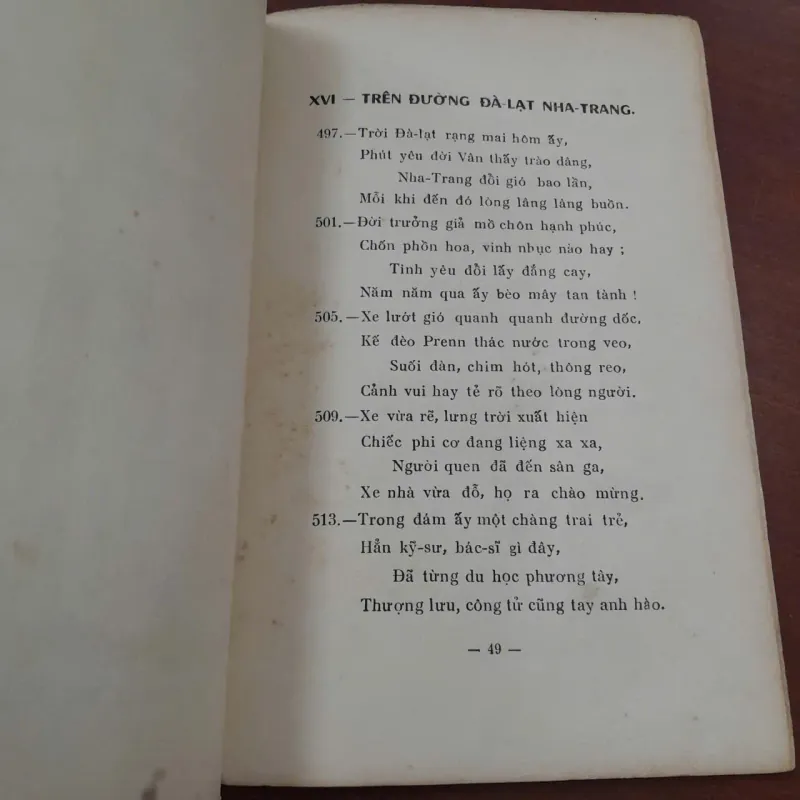 XVI — TRÊN ĐƯỜNG ĐÀ-LẠT NHA-TRANG.
497.—Trời Đà-lạt rạng mai hôm ấy,
Phút yêu đời Vân thấy trào dâng,
Nha-Trang đồi gió bao lần,
Mỗi khi đến đó lòng lâng lâng buồn.
501.—Đời trưởng giả mồ chôn hạnh phúc,
Chốn phồn hoa, vinh nhục nào hay ;
Tình yêu đồi lấy đắng cay,
Năm năm qua ấy bèo mây tan tành !
505.—Xe lướt gió quanh quanh đường dốc,
Kế đèo Prenn thác nước trong veo,
Suối đàn, chim hót, thông reo,
Cảnh vui hay tẻ rõ theo lòng người.
509.—Xe vừa rẽ, lưng trời xuất hiện
Chiếc phi cơ đang liệng xa xa,
Người quen đã đến sân ga,
Xe nhà vừa đỗ, họ ra chào mừng.
513.—Trong đám ấy một chàng trai trẻ,
Hẳn kỹ-sư, bác-sĩ gì đây,
Đã từng du học phương tây,
Thượng lưu, công tử cũng tay anh hào.
— 49 —